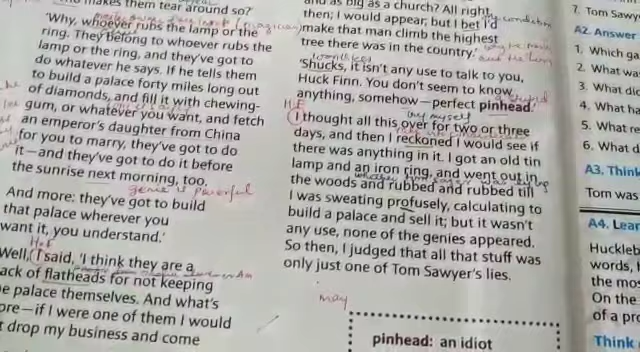 makes them tear around so?'
'Why, whoever rubs the lamp or the
ring. They belong to whoever rubs the
lamp or the ring, and they've got to
do whatever he says. If he tells them
to build a palace forty miles long out
of diamonds, and fill it with chewing-
gum, or whatever you want, and fetch
an emperor's daughter from China
for you to marry, they've got to do
it—and they've got to do it before
the sunrise next morning, too.
genie is powerful
And more: they've got to build
that palace wherever you
want it, you understand.'
H.F
Well, I said, 'I think they are a
pack of flatheads for not keeping
the palace themselves. And what's
more—if I were one of them I would
drop my business and come
and as big as a church? All right,
then; I would appear; but I bet I'd
make that man climb the highest
tree there was in the country.'
'Shucks, it isn't any use to talk to you,
Huck Finn. You don't seem to know
anything, somehow—perfect pinhead.'
stupid
H.F
by myself
I thought all this over for two or three
days, and then I reckoned I would see if
there was anything in it. I got an old tin
lamp and an iron ring, and went out in
the woods and rubbed and rubbed till
I was sweating profusely, calculating to
build a palace and sell it; but it wasn't
any use, none of the genies appeared.
So then, I judged that all that stuff was
only just one of Tom Sawyer's lies.
may
pinhead: an idiot
7. Tom Sawy
A2. Answer
1. Which ga
2. What wa
3. What dic
4. What ha
5. What
6. What d
A3. Think
Tom was
A4. Lear
Huckleb
words, I
the mos
On the
of a pro
Think